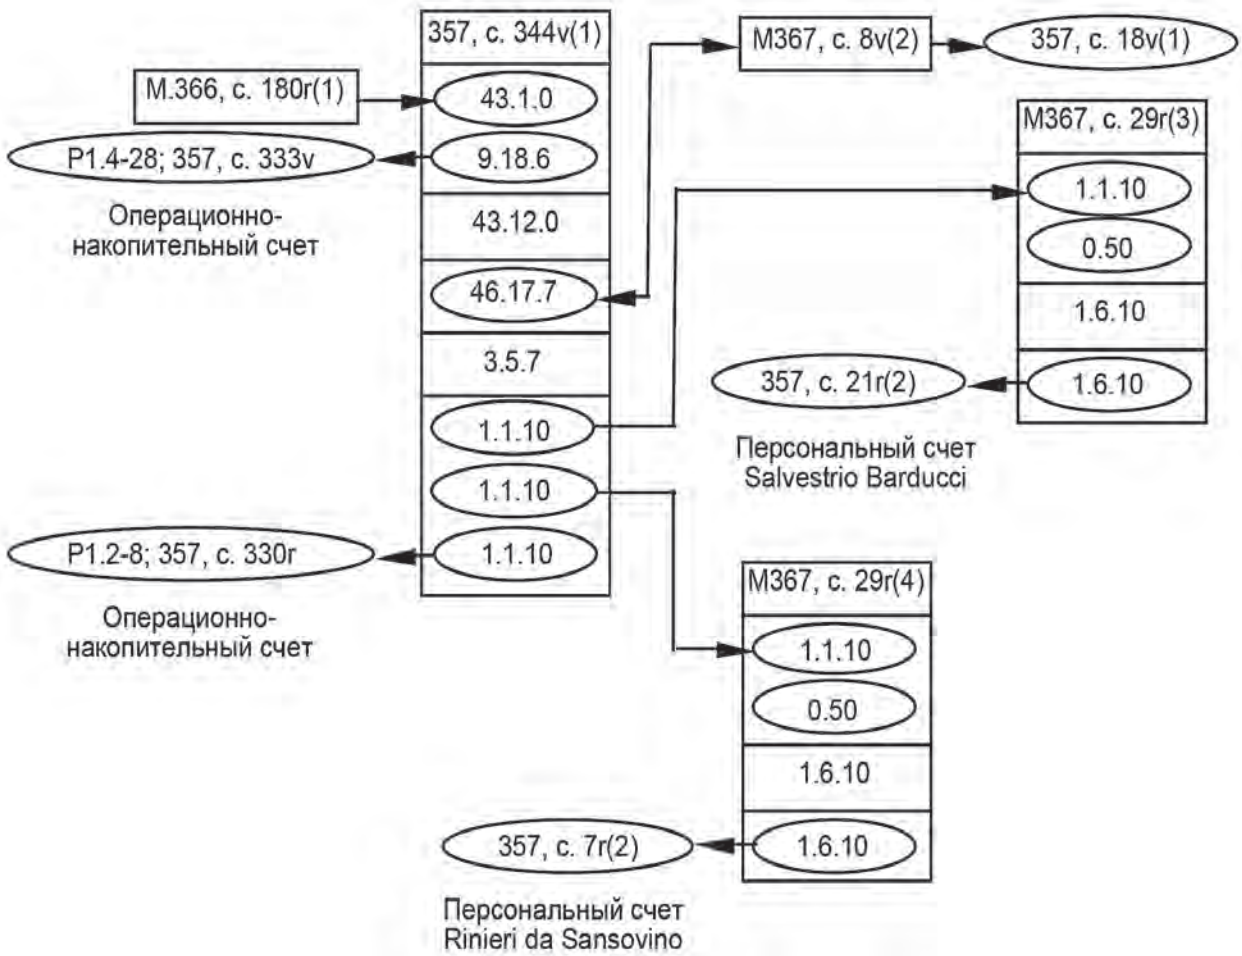 357, c. 344v(1)
M367, c. 8v(2)
357, c. 18v(1)
M.366, c. 180r(1)
43.1.0
M367, c. 29r(3)
P1.4-28; 357, c. 333v
9.18.6
1.1.10
Операционно-
накопительный счет
43.12.0
0.50
46.17.7
1.6.10
3.5.7
357, c. 21r(2)
1.6.10
1.1.10
Персональный счет
Salvestrio Barducci
1.1.10
P1.2-8; 357, c. 330r
1.1.10
Операционно-
накопительный счет
M367, c. 29r(4)
1.1.10
0.50
1.6.10
357, c. 7r(2)
1.6.10
Персональный счет
Rinieri da Sansovino